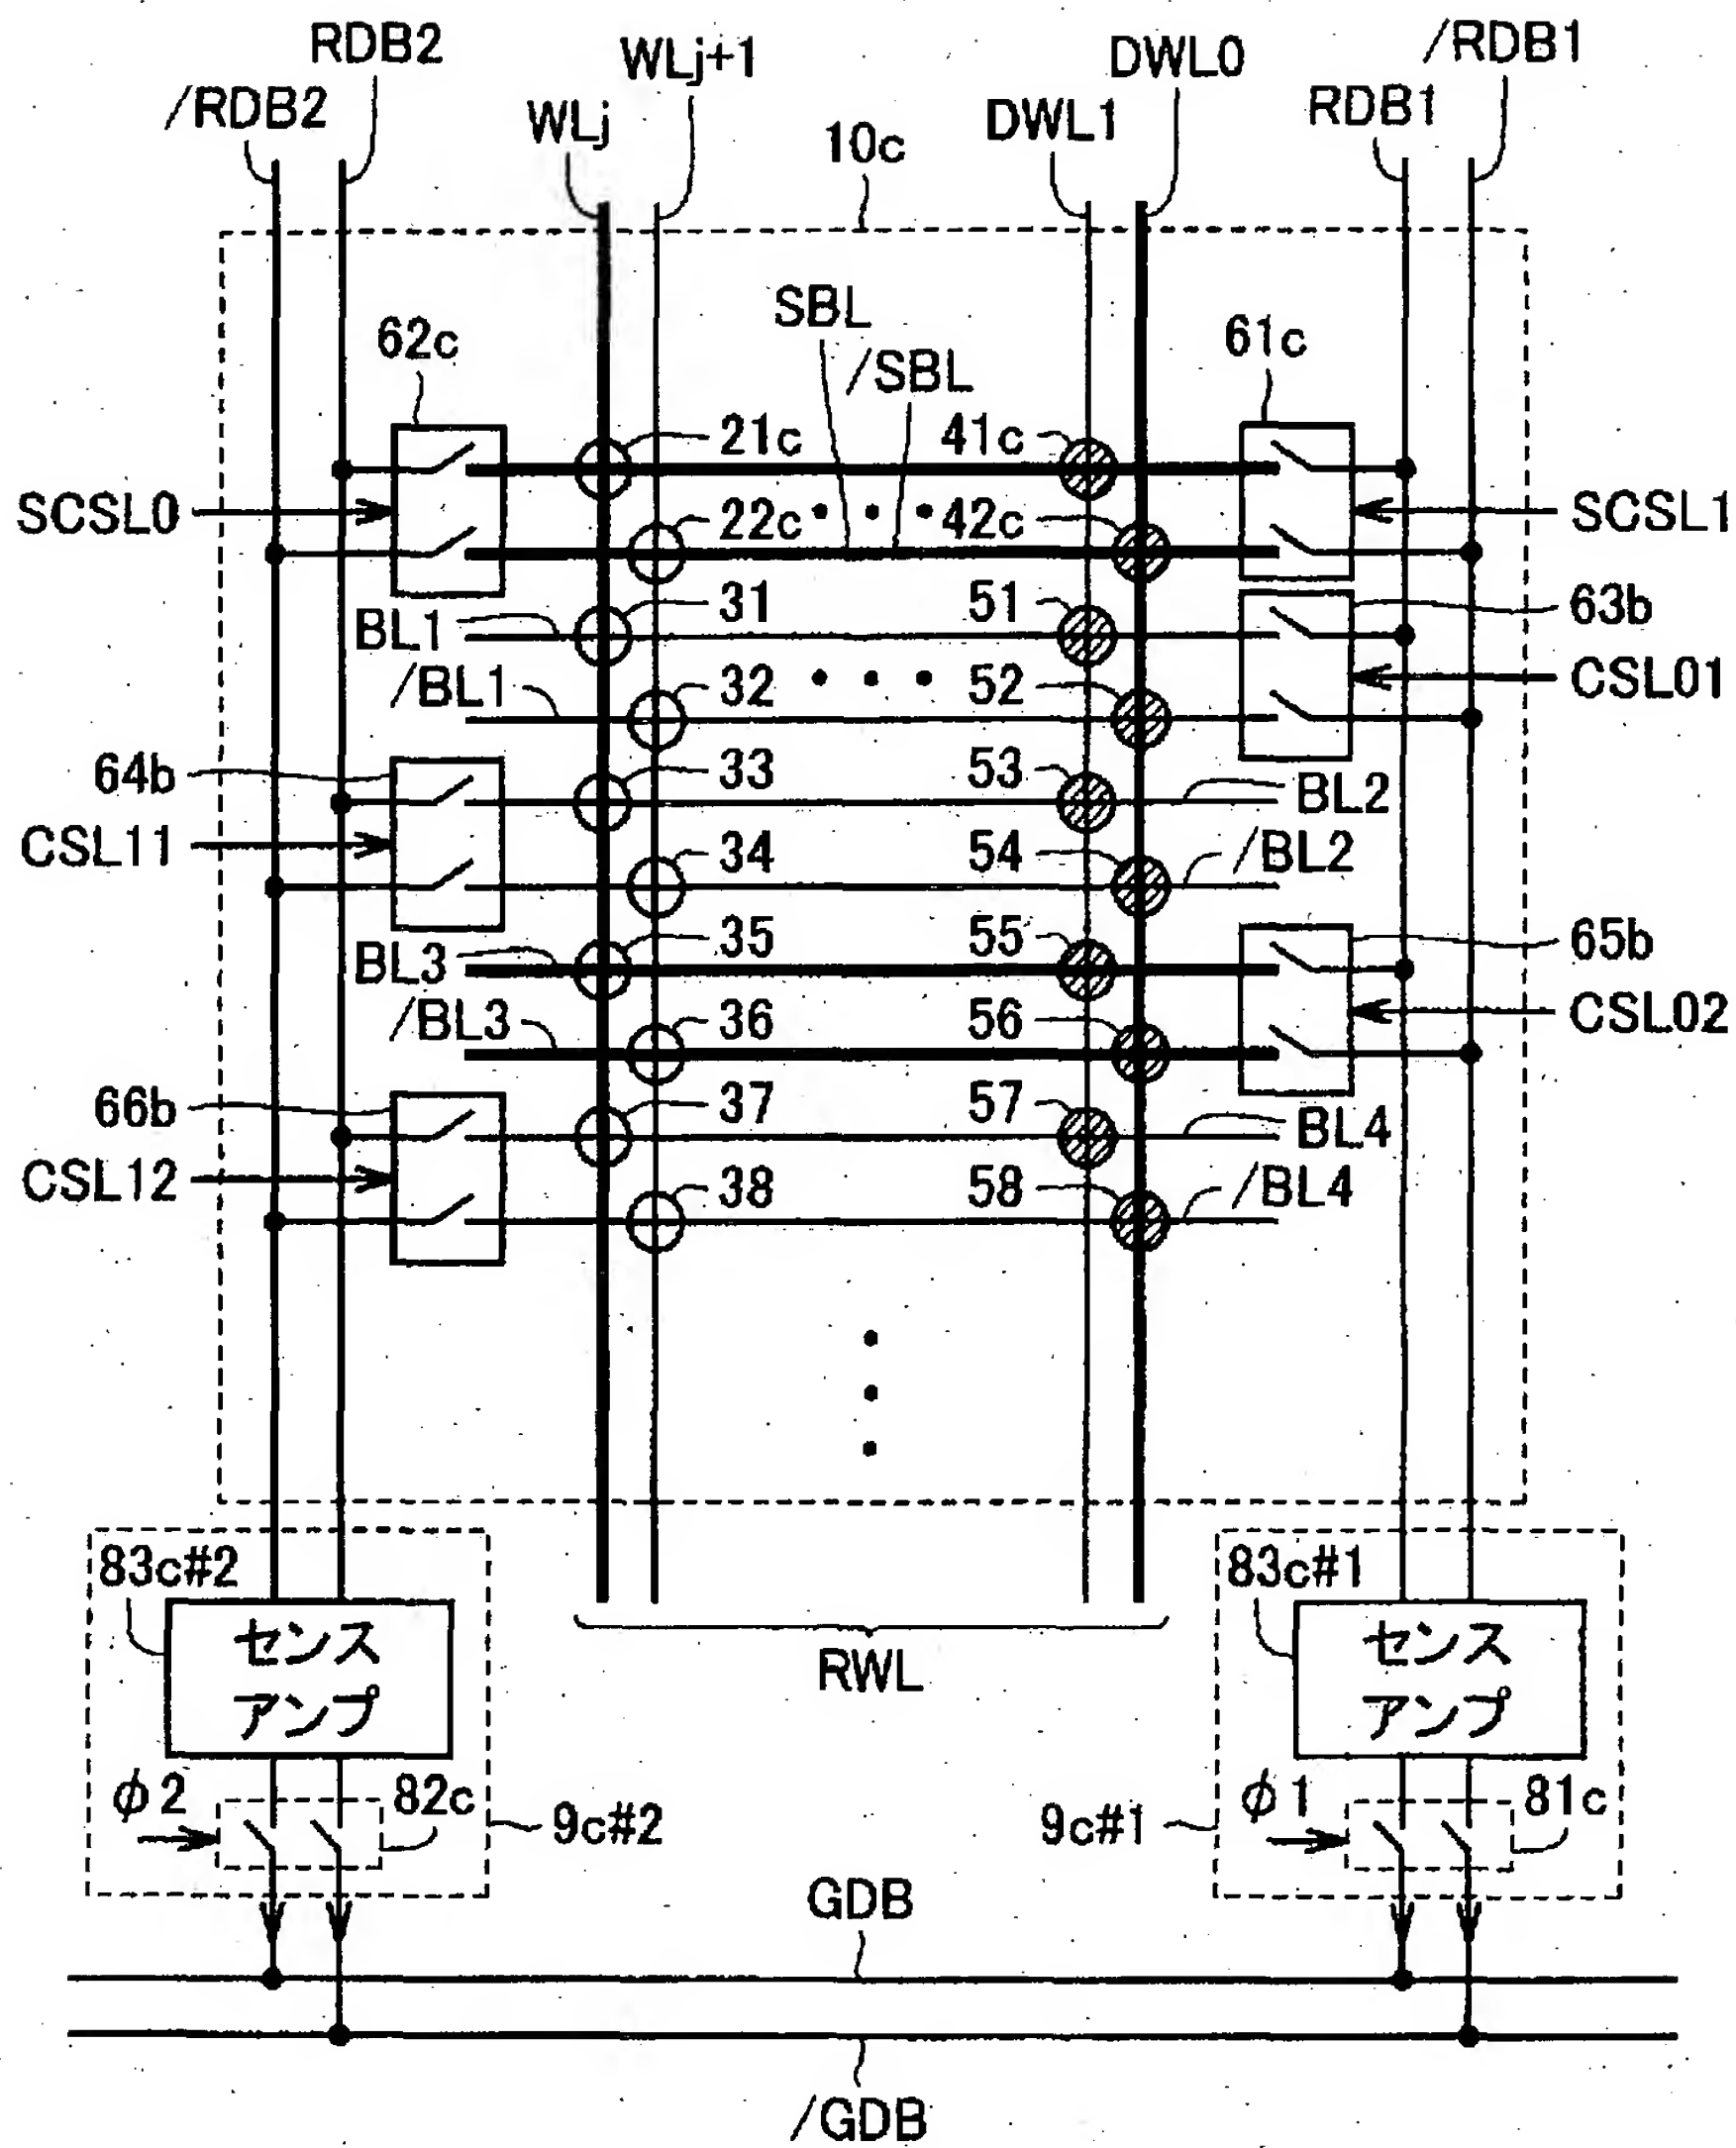 RDB2
/RDB2
WLj+1
WLj
DWL0
DWL1
/RDB1
RDB1
10c
SBL
/SBL
62c
61c
21c
41c
SCSL0
22c
42c
SCSL1
BL1
31
51
63b
/BL1
32
52
CSL01
64b
33
53
BL2
CSL11
34
54
/BL2
BL3
35
55
65b
/BL3
36
56
CSL02
66b
37
57
BL4
CSL12
38
58
/BL4
83c#2
センス
アンプ
φ2
82c
9c#2
RWL
83c#1
センス
アンプ
φ1
81c
9c#1
GDB
/GDB